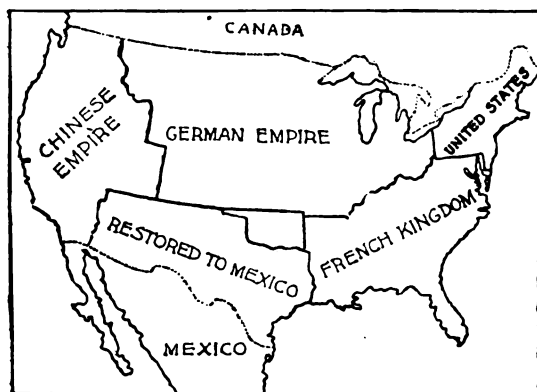 CANADA
CHINESE
EMPIRE
GERMAN EMPIRE
UNITED STATES
RESTORED TO MEXICO
FRENCH KINGDOM
MEXICO